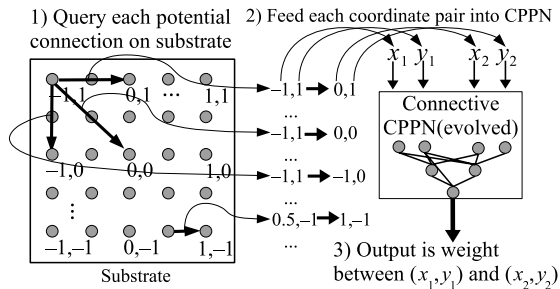 1) Query each potential
connection on substrate
2) Feed each coordinate pair into CPPN
−1,1 0,1 ... 1,1
−1,0 0,0 1,0
...
−1,−1 0,−1 1,−1
Substrate
−1,1 0,1
...
−1,1 0,0
...
−1,1 −1,0
...
0.5,−1 1,−1
...
x1 y1 x2 y2
Connective
CPPN(evolved)
3) Output is weight
between (x1,y1) and (x2,y2)